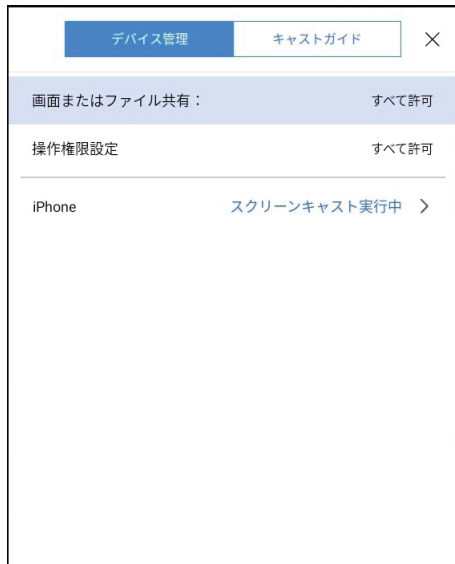 デバイス管理 キャストガイド
画面またはファイル共有： すべて許可
操作権限設定 すべて許可
iPhone スクリーンキャスト実行中